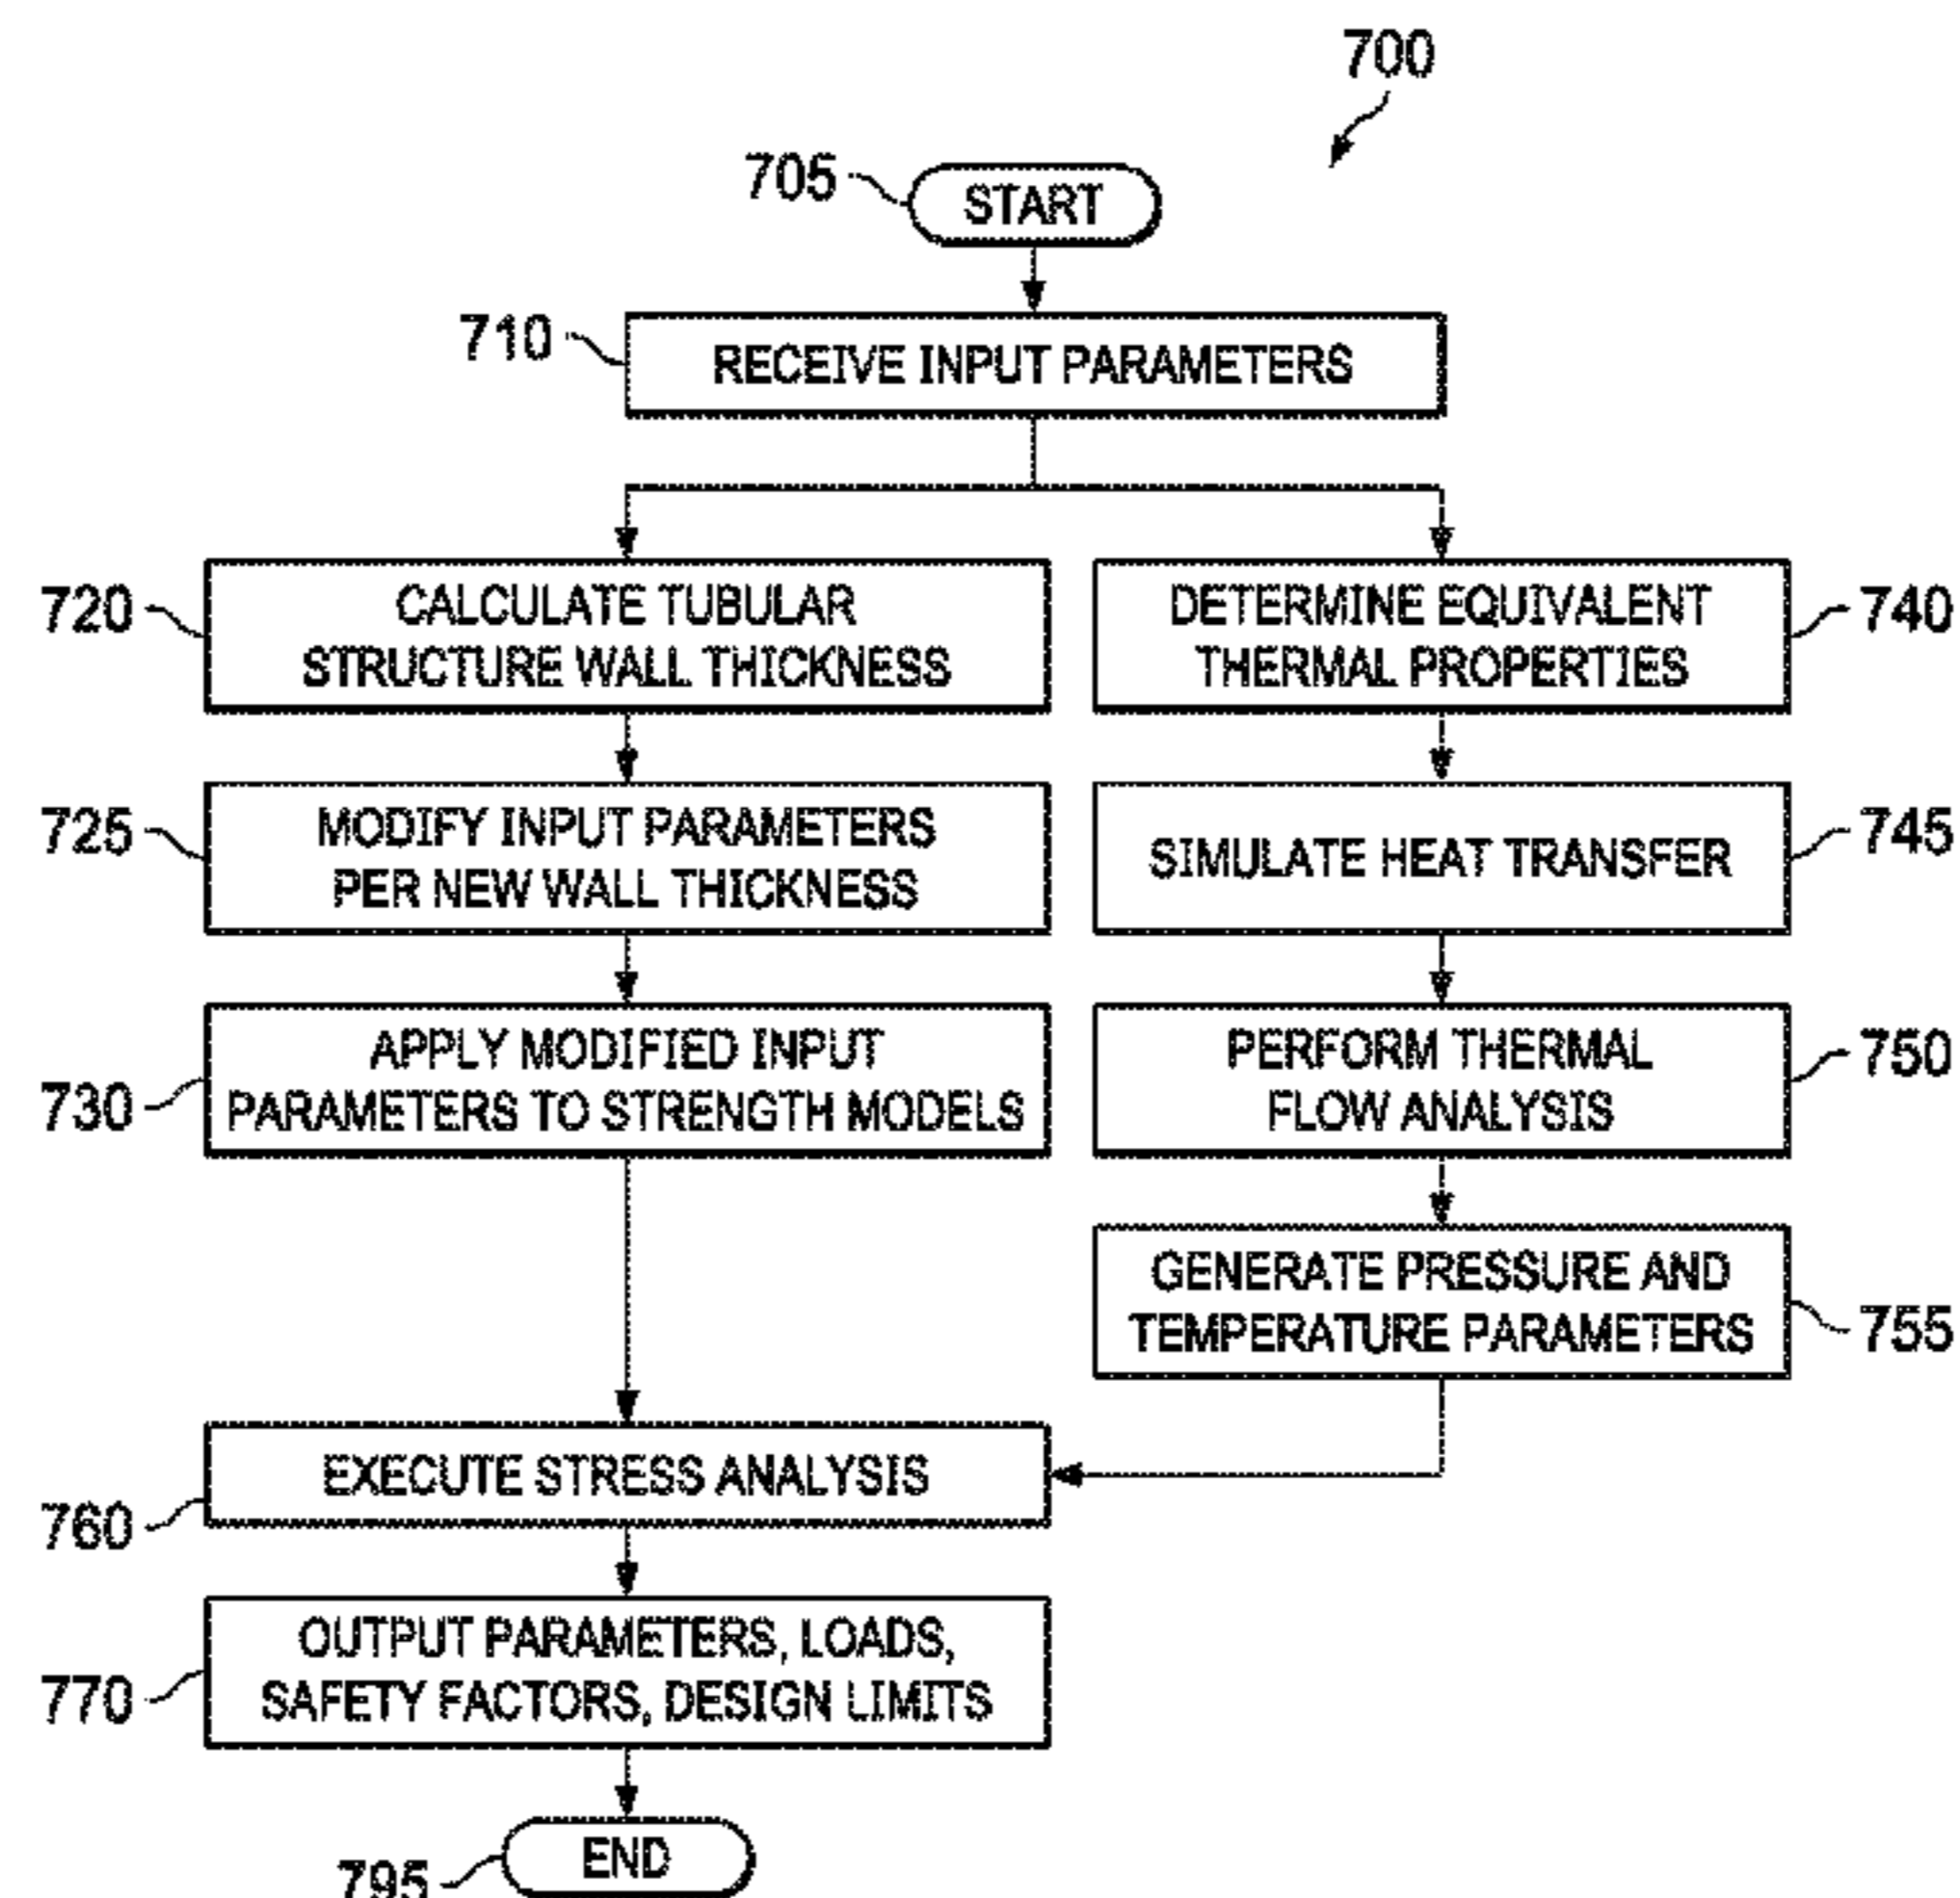 700
705
START
710
RECEIVE INPUT PARAMETERS
720
CALCULATE TUBULAR
STRUCTURE WALL THICKNESS
DETERMINE EQUIVALENT
THERMAL PROPERTIES
740
725
MODIFY INPUT PARAMETERS
PER NEW WALL THICKNESS
SIMULATE HEAT TRANSFER
745
730
APPLY MODIFIED INPUT
PARAMETERS TO STRENGTH MODELS
PERFORM THERMAL
FLOW ANALYSIS
750
GENERATE PRESSURE AND
TEMPERATURE PARAMETERS
755
EXECUTE STRESS ANALYSIS
760
OUTPUT PARAMETERS, LOADS,
SAFETY FACTORS, DESIGN LIMITS
770
END
795